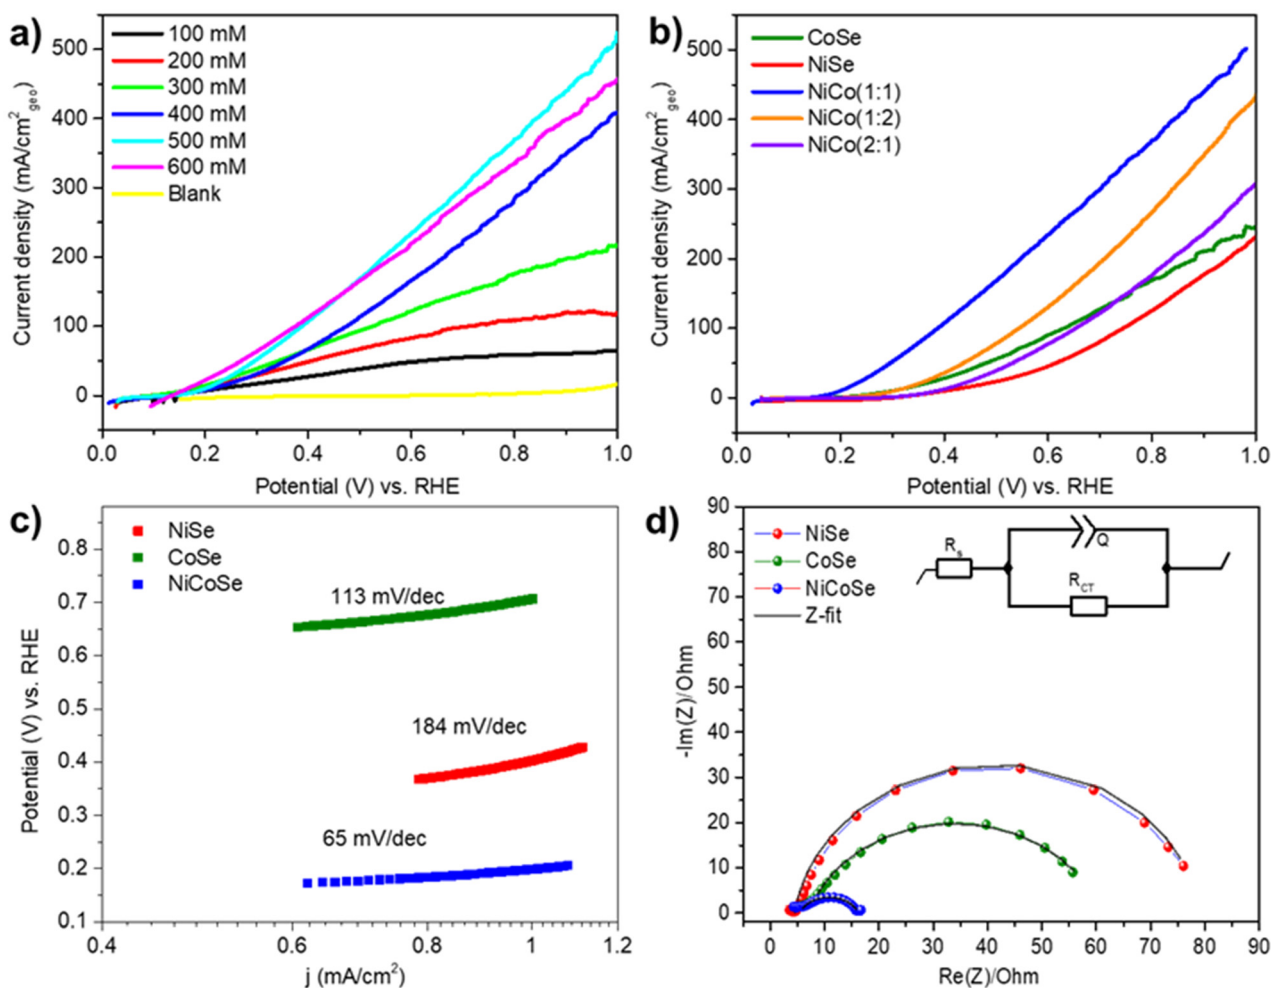 a)
100 mM
200 mM
300 mM
400 mM
500 mM
600 mM
Blank
500
400
300
200
100
0
Current density (mA/cm²geo)
0.0 0.2 0.4 0.6 0.8 1.0
Potential (V) vs. RHE
b)
CoSe
NiSe
NiCo(1:1)
NiCo(1:2)
NiCo(2:1)
500
400
300
200
100
0
Current density (mA/cm²geo)
0.0 0.2 0.4 0.6 0.8 1.0
Potential (V) vs. RHE
c)
NiSe
CoSe
NiCoSe
113 mV/dec
184 mV/dec
65 mV/dec
0.8
0.7
0.6
0.5
0.4
0.3
0.2
0.1
Potential (V) vs. RHE
0.4 0.6 0.8 1 1.2
j (mA/cm²)
d)
NiSe
CoSe
NiCoSe
Z-fit
Rs
Q
RCT
90
80
70
60
50
40
30
20
10
0
-Im(Z)/Ohm
0 10 20 30 40 50 60 70 80 90
Re(Z)/Ohm